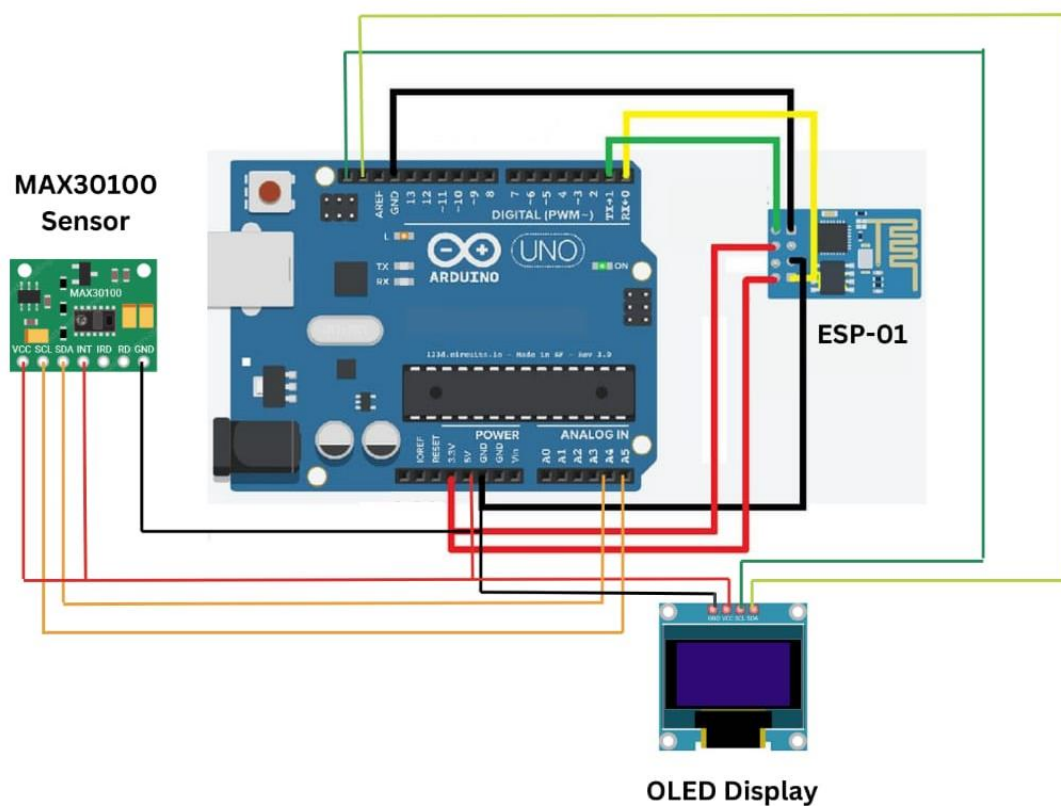 MAX30100
Sensor
MAX30100
VCC SCL SDA INT IRD RD GND
AREF
GND
13
12
~11
~10
~9
8
7
~6
~5
4
~3
2
TX→1
RX←0
DIGITAL (PWM~)
L
TX
RX
ARDUINO
UNO
ON
ESP-01
POWER
ANALOG IN
IOREF
RESET
3.3V
5V
GND
GND
Vin
A0
A1
A2
A3
A4
A5
GND VCC SCL SDA
OLED Display